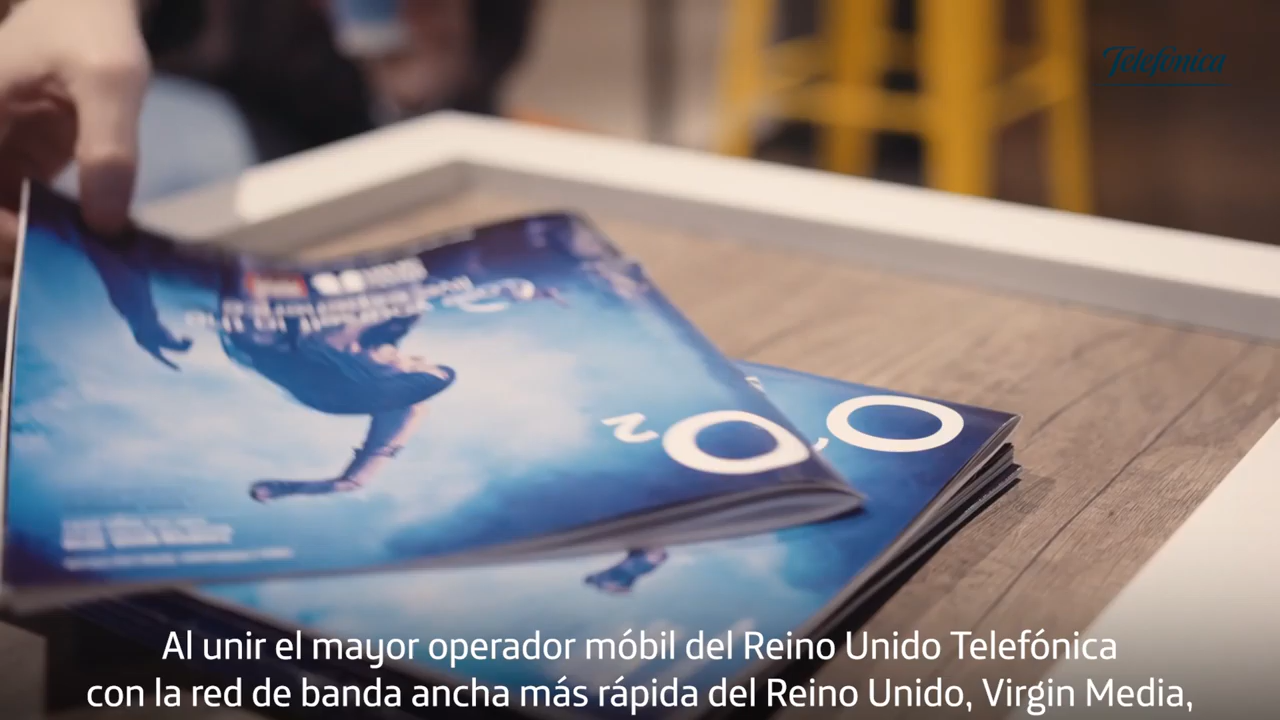 Telefónica
O2
O
Al unir el mayor operador móbil del Reino Unido Telefónica
con la red de banda ancha más rápida del Reino Unido, Virgin Media,